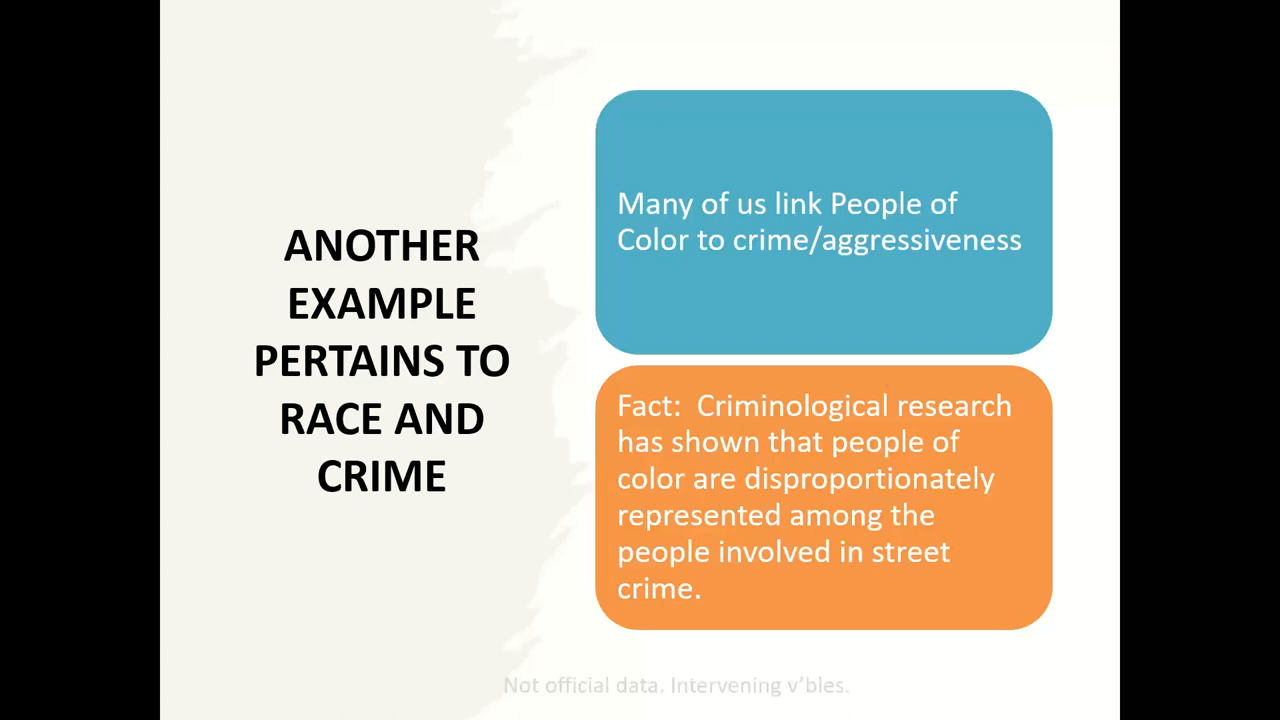 ANOTHER
EXAMPLE
PERTAINS TO
RACE AND
CRIME
Many of us link People of
Color to crime/aggressiveness
Fact:  Criminological research
has shown that people of
color are disproportionately
represented among the
people involved in street
crime.
Not official data. Intervening v’bles.